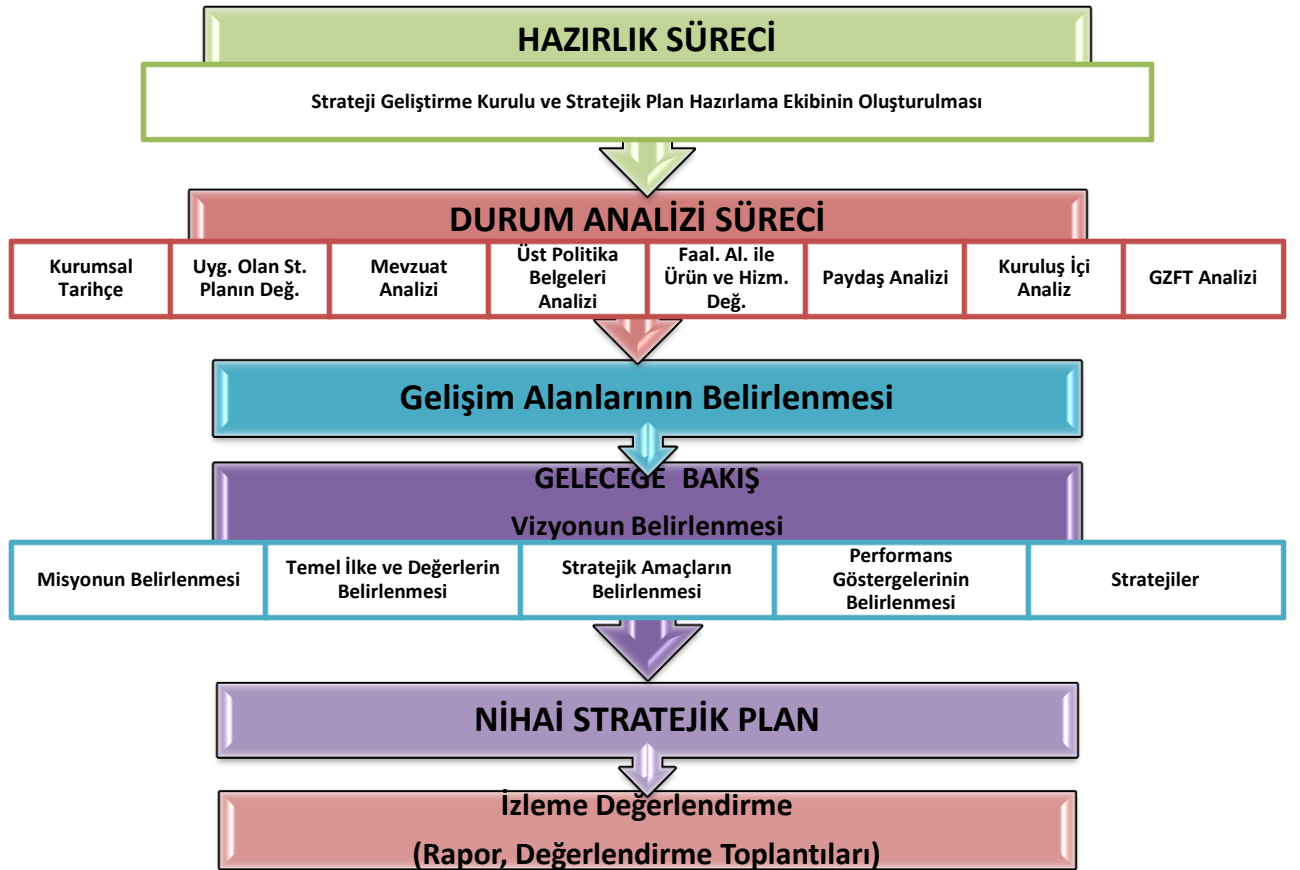 HAZIRLIK SÜRECİ
Strateji Geliştirme Kurulu ve Stratejik Plan Hazırlama Ekibinin Oluşturulması
DURUM ANALİZİ SÜRECİ
Kurumsal
Tarihçe
Uyg. Olan St.
Planın Değ.
Mevzuat
Analizi
Üst Politika
Belgeleri
Analizi
Faal. Al. ile
Ürün ve Hizm.
Değ.
Paydaş Analizi
Kuruluş İçi
Analiz
GZFT Analizi
Gelişim Alanlarının Belirlenmesi
GELECEĞE BAKIŞ
Vizyonun Belirlenmesi
Misyonun Belirlenmesi
Temel İlke ve Değerlerin
Belirlenmesi
Stratejik Amaçların
Belirlenmesi
Performans
Göstergelerinin
Belirlenmesi
Stratejiler
NİHAİ STRATEJİK PLAN
İzleme Değerlendirme
(Rapor, Değerlendirme Toplantıları)